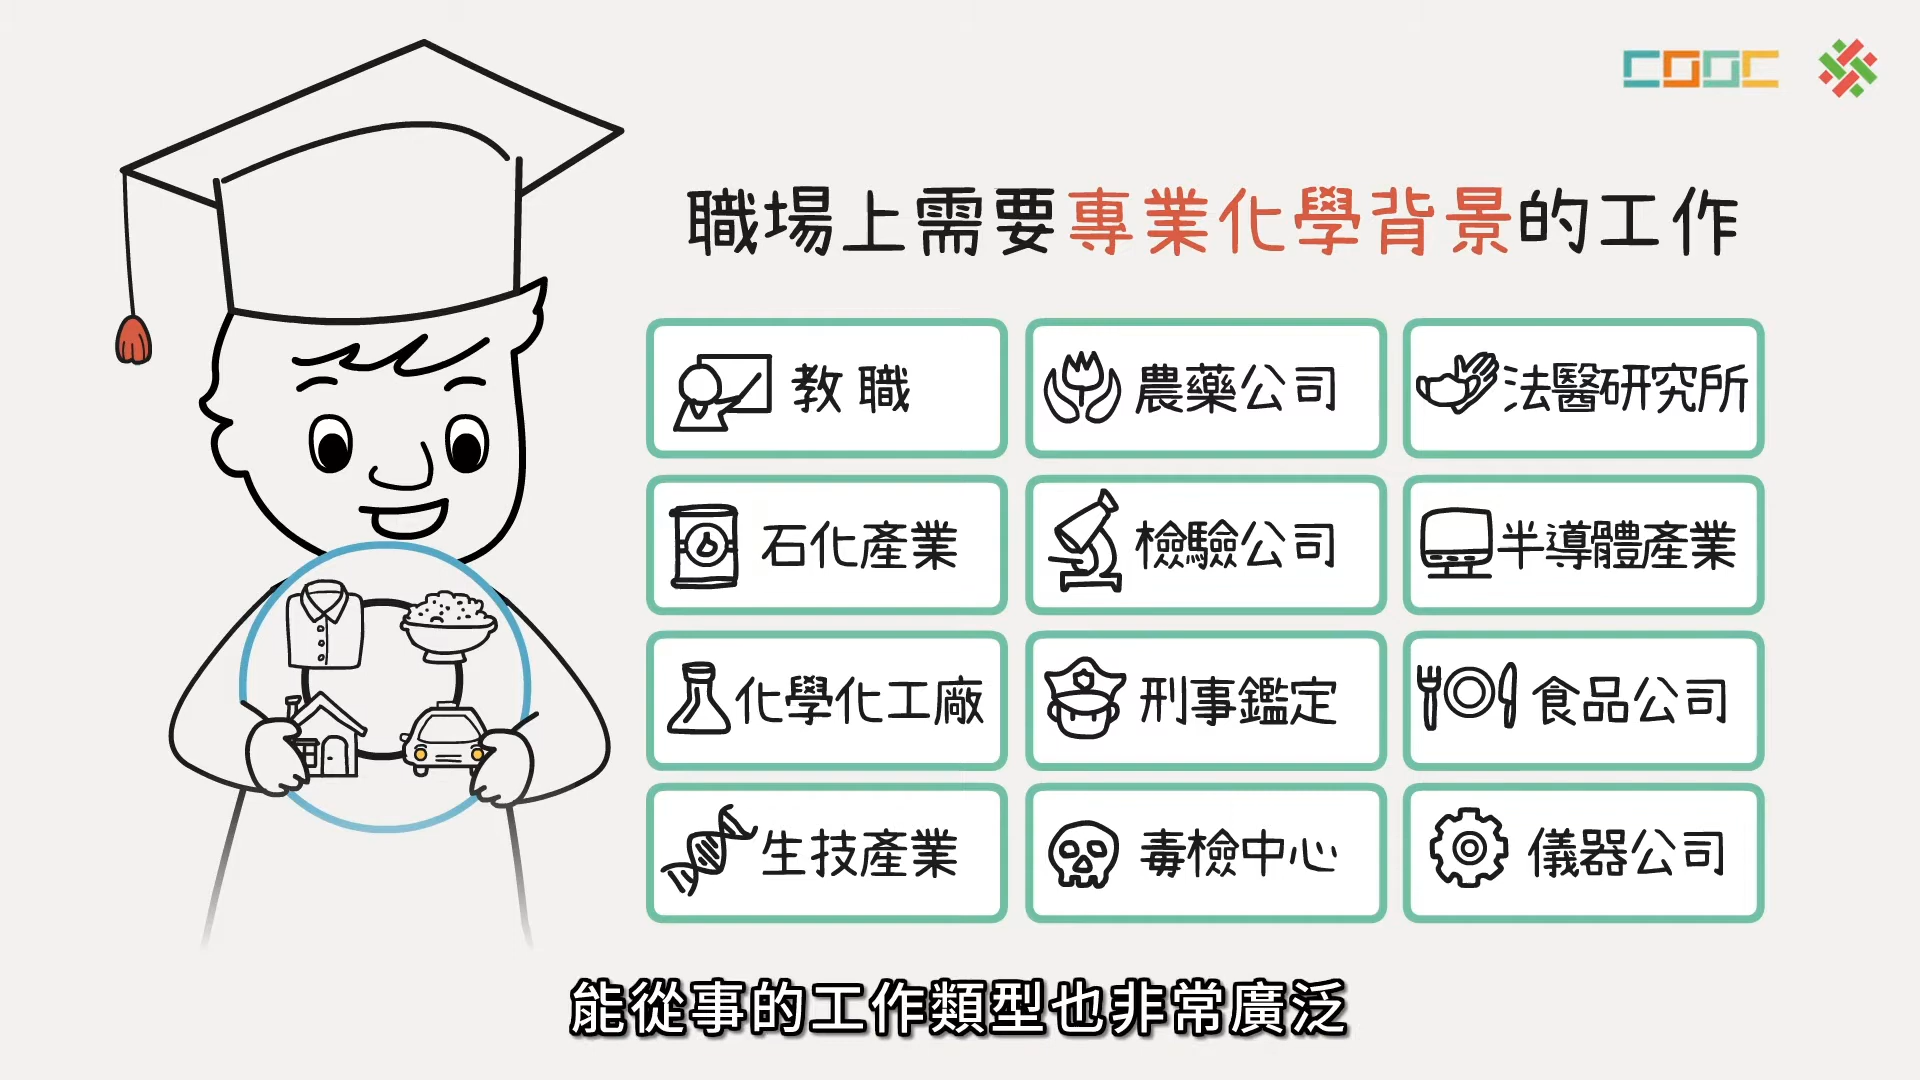 COOC
職場上需要專業化學背景的工作
教職
農藥公司
法醫研究所
石化產業
檢驗公司
半導體產業
化學化工廠
刑事鑑定
食品公司
生技產業
毒檢中心
儀器公司
能從事的工作類型也非常廣泛